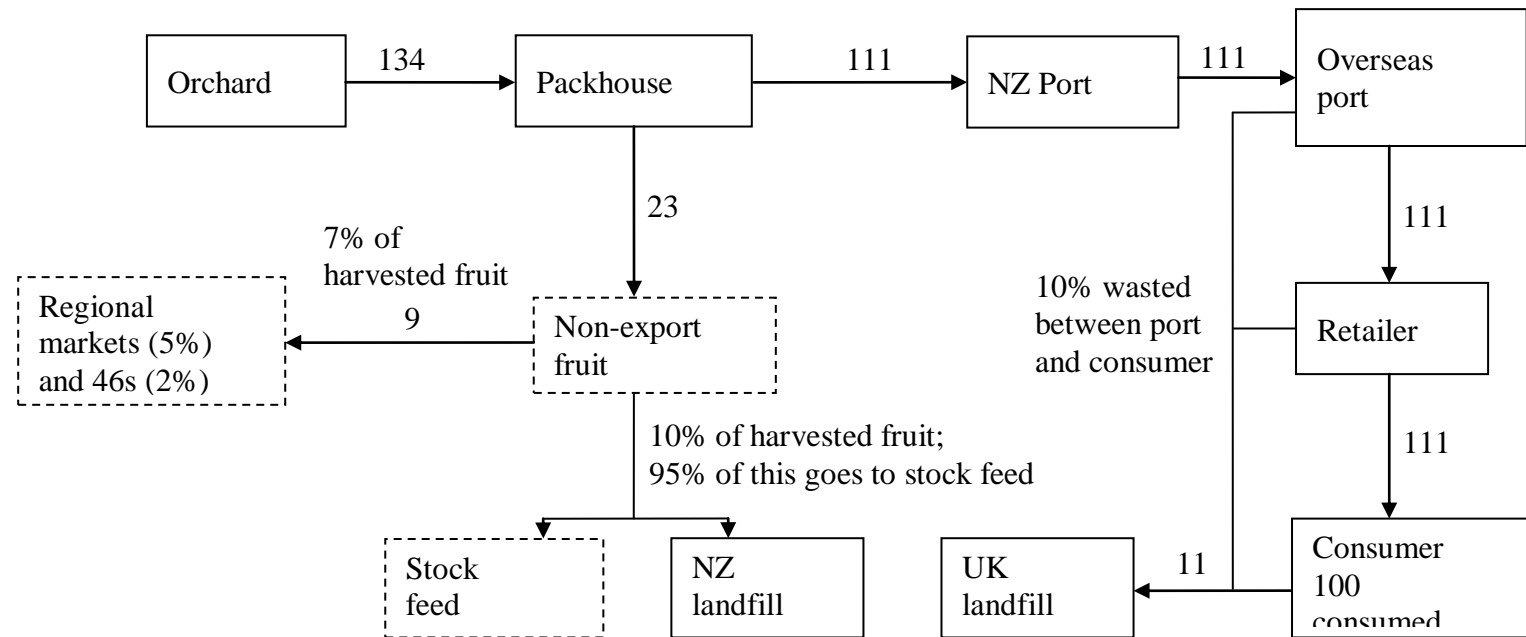 Orchard
134
Packhouse
111
NZ Port
111
Overseas
port
23
111
7% of
harvested fruit
9
Regional
markets (5%)
and 46s (2%)
Non-export
fruit
10% wasted
between port
and consumer
Retailer
10% of harvested fruit;
95% of this goes to stock feed
111
Stock
feed
NZ
landfill
UK
landfill
11
Consumer
100
consumed